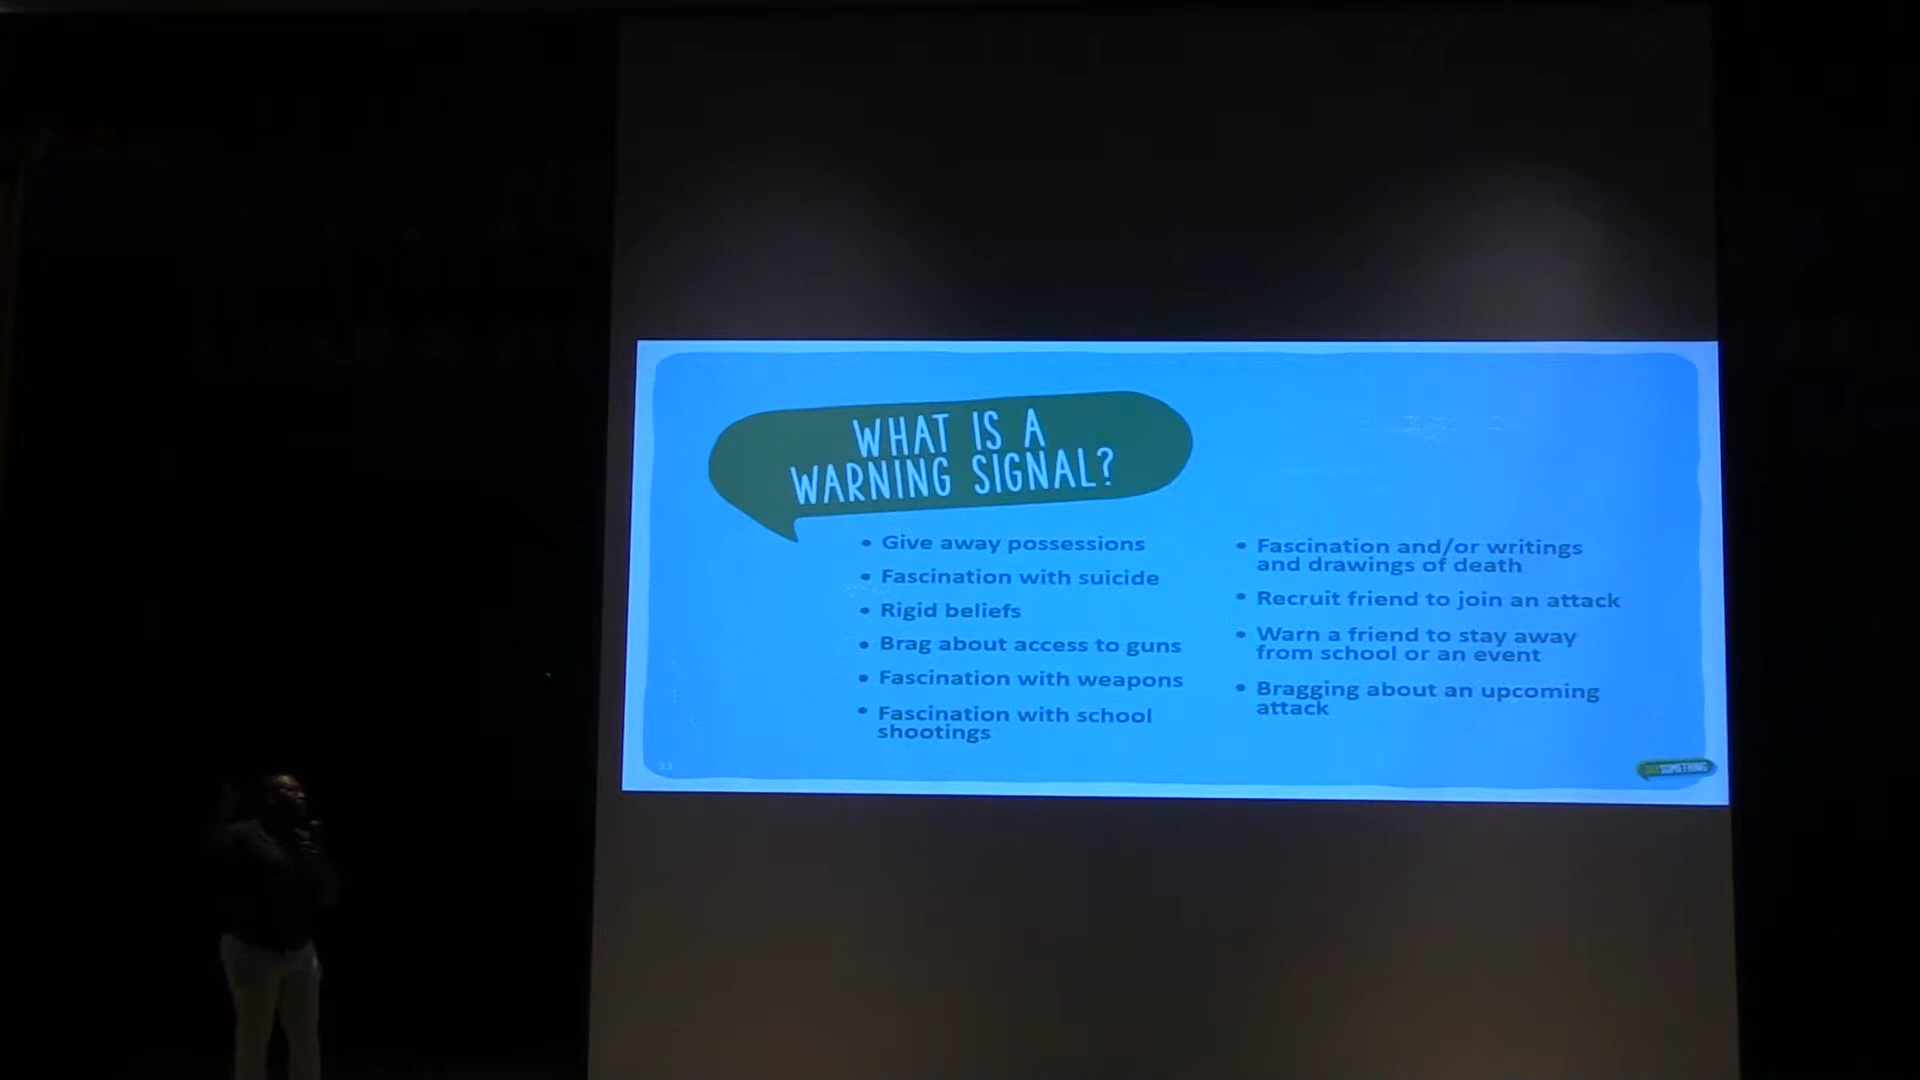 WHAT IS A
WARNING SIGNAL?
• Give away possessions
• Fascination with suicide
• Rigid beliefs
• Brag about access to guns
• Fascination with weapons
• Fascination with school
shootings
• Fascination and/or writings
and drawings of death
• Recruit friend to join an attack
• Warn a friend to stay away
from school or an event
• Bragging about an upcoming
attack
33
SOMETHING